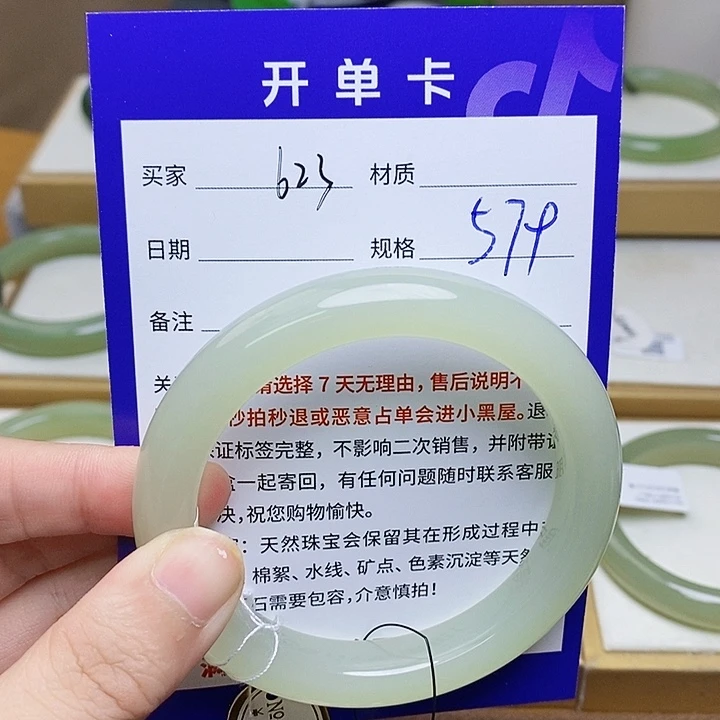 开单卡
买家 623 材质
日期 规格 579
备注
选择7天无理由，售后说明不
秒拍秒退或恶意占单会进小黑屋。退
证标签完整，不影响二次销售，并附带证
一起寄回，有任何问题随时联系客服
决，祝您购物愉快。
：天然珠宝会保留其在形成过程中
棉絮、水线、矿点、色素沉淀等天然
石需要包容，介意慎拍！